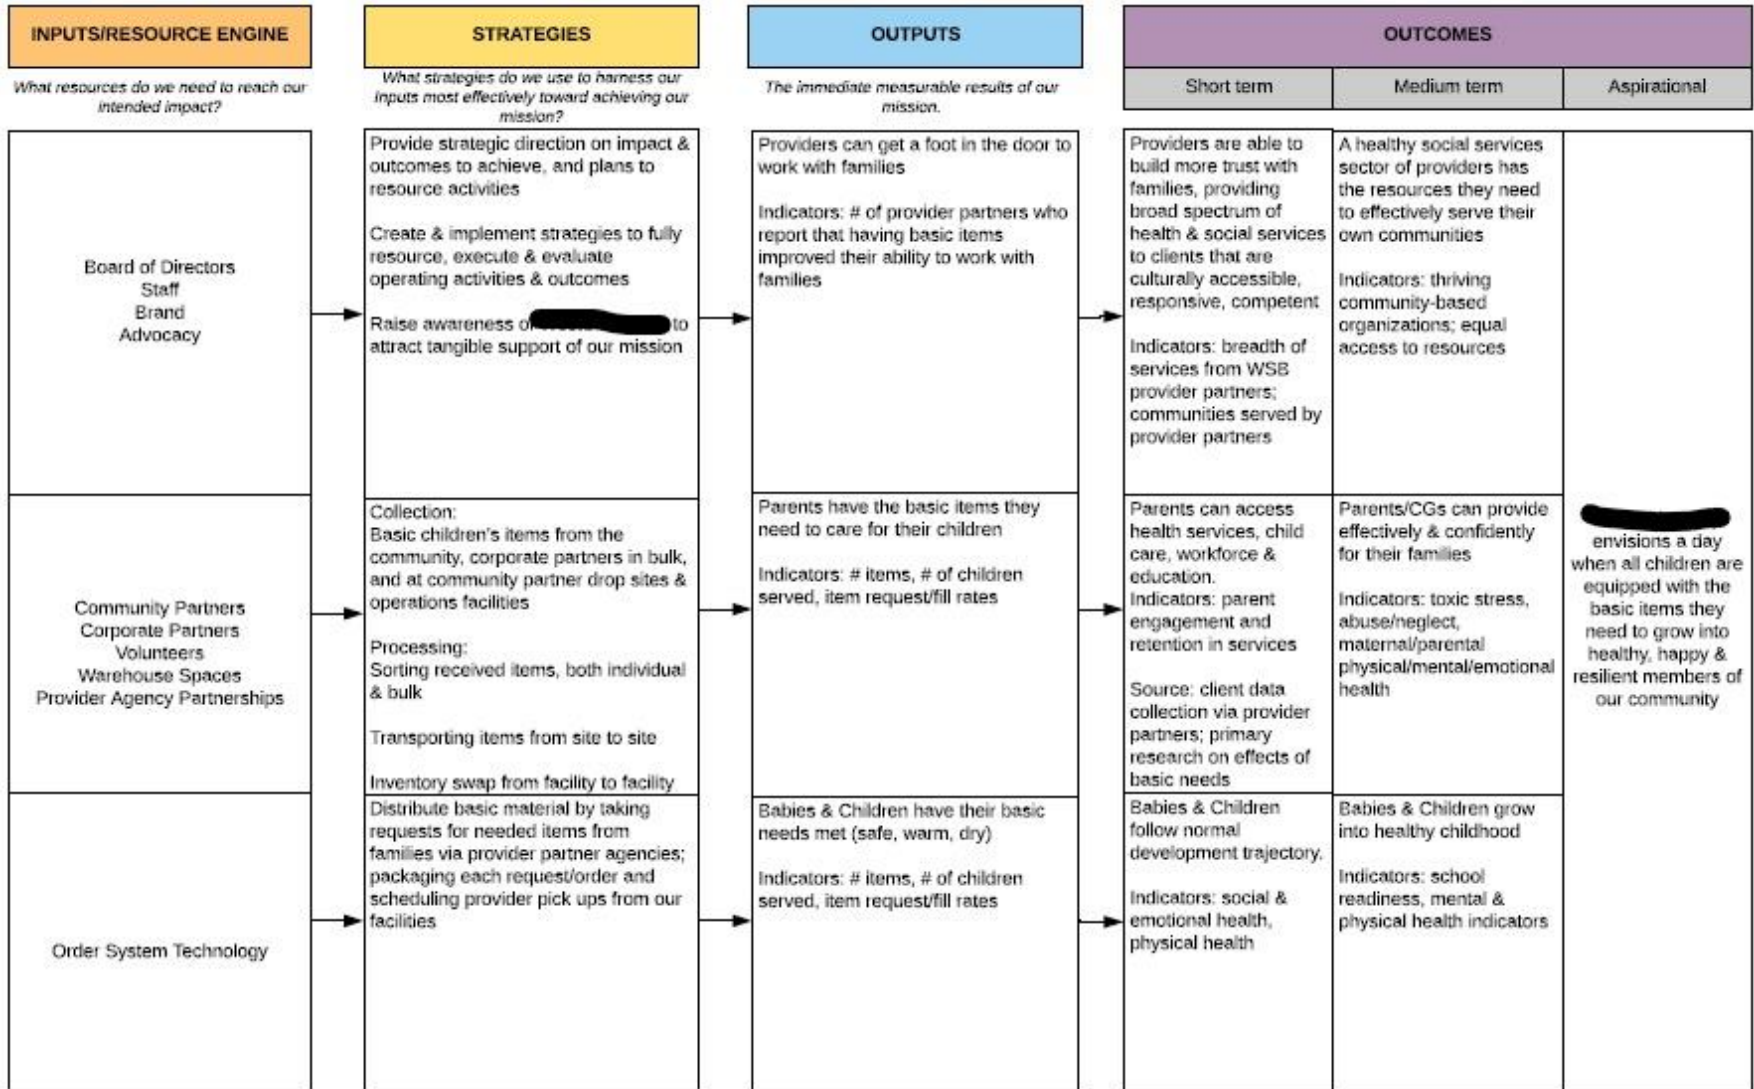 INPUTS/RESOURCE ENGINE
What resources do we need to reach our
intended impact?
Board of Directors
Staff
Brand
Advocacy
Community Partners
Corporate Partners
Volunteers
Warehouse Spaces
Provider Agency Partnerships
Order System Technology
STRATEGIES
What strategies do we use to harness our
inputs most effectively toward achieving our
mission?
Provide strategic direction on impact &
outcomes to achieve, and plans to
resource activities
Create & implement strategies to fully
resource, execute & evaluate
operating activities & outcomes
Raise awareness of to
attract tangible support of our mission
Collection:
Basic children's items from the
community, corporate partners in bulk,
and at community partner drop sites &
operations facilities
Processing:
Sorting received items, both individual
& bulk
Transporting items from site to site
Inventory swap from facility to facility
Distribute basic material by taking
requests for needed items from
families via provider partner agencies;
packaging each request/order and
scheduling provider pick ups from our
facilities
OUTPUTS
The immediate measurable results of our
mission.
Providers can get a foot in the door to
work with families
Indicators: # of provider partners who
report that having basic items
improved their ability to work with
families
Parents have the basic items they
need to care for their children
Indicators: # items, # of children
served, item request/fill rates
Babies & Children have their basic
needs met (safe, warm, dry)
Indicators: # items, # of children
served, item request/fill rates
OUTCOMES
Short term
Providers are able to
build more trust with
families, providing
broad spectrum of
health & social services
to clients that are
culturally accessible,
responsive, competent
Indicators: breadth of
services from WSB
provider partners;
communities served by
provider partners
Parents can access
health services, child
care, workforce &
education.
Indicators: parent
engagement and
retention in services
Source: client data
collection via provider
partners; primary
research on effects of
basic needs
Babies & Children
follow normal
development trajectory.
Indicators: social &
emotional health,
physical health
Medium term
A healthy social services
sector of providers has
the resources they need
to effectively serve their
own communities
Indicators: thriving
community-based
organizations; equal
access to resources
Parents/CGs can provide
effectively & confidently
for their families
Indicators: toxic stress,
abuse/neglect,
maternal/parental
physical/mental/emotional
health
Babies & Children grow
into healthy childhood
Indicators: school
readiness, mental &
physical health indicators
Aspirational
envisions a day
when all children are
equipped with the
basic items they
need to grow into
healthy, happy &
resilient members of
our community